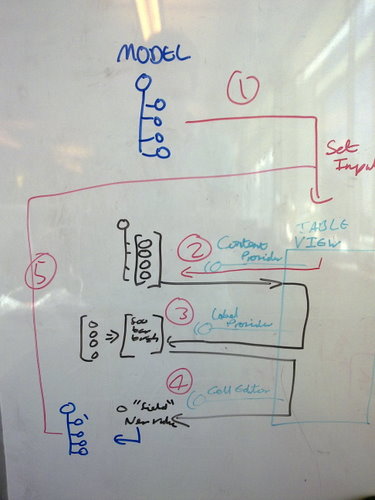 MODEL
1
Set
Input
TABLE
VIEW
2
Content
Provider
5
3
Label
Provider
foo
bar
4
Cell Editor
"field"
New Value